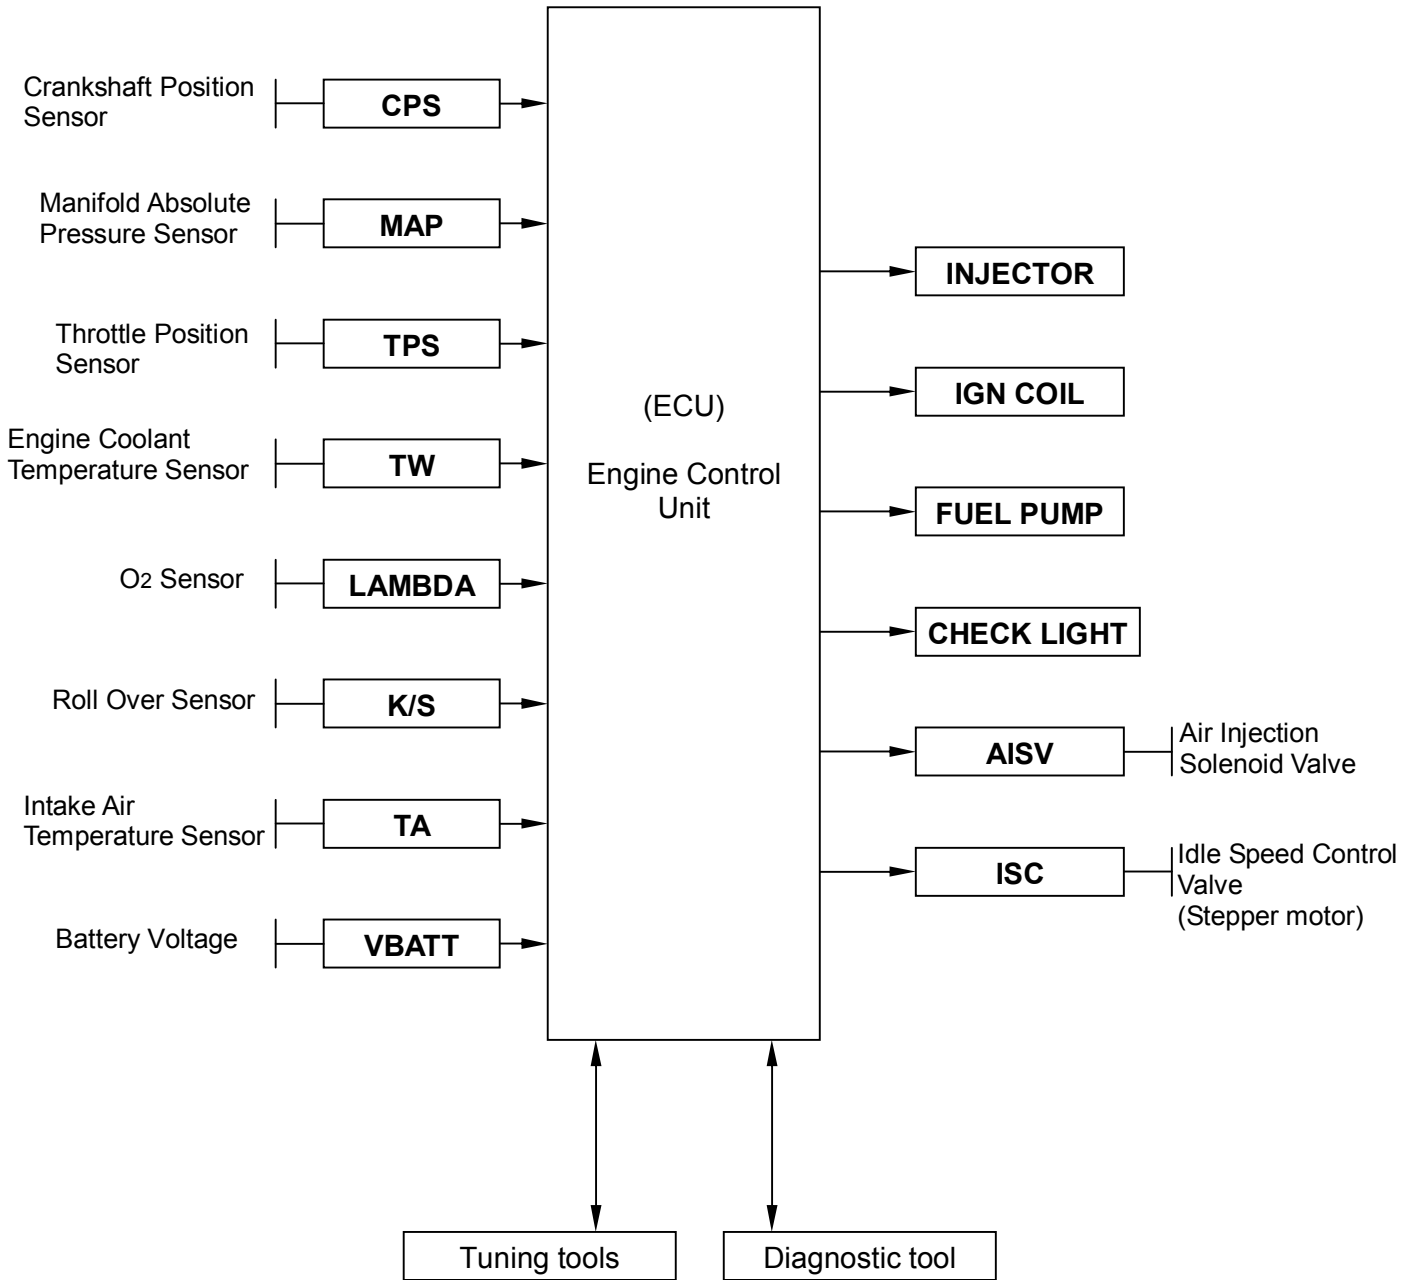 Crankshaft Position
Sensor
CPS
Manifold Absolute
Pressure Sensor
MAP
Throttle Position
Sensor
TPS
Engine Coolant
Temperature Sensor
TW
O2 Sensor
LAMBDA
Roll Over Sensor
K/S
Intake Air
Temperature Sensor
TA
Battery Voltage
VBATT
(ECU)
Engine Control
Unit
INJECTOR
IGN COIL
FUEL PUMP
CHECK LIGHT
AISV
Air Injection
Solenoid Valve
ISC
Idle Speed Control
Valve
(Stepper motor)
Tuning tools
Diagnostic tool